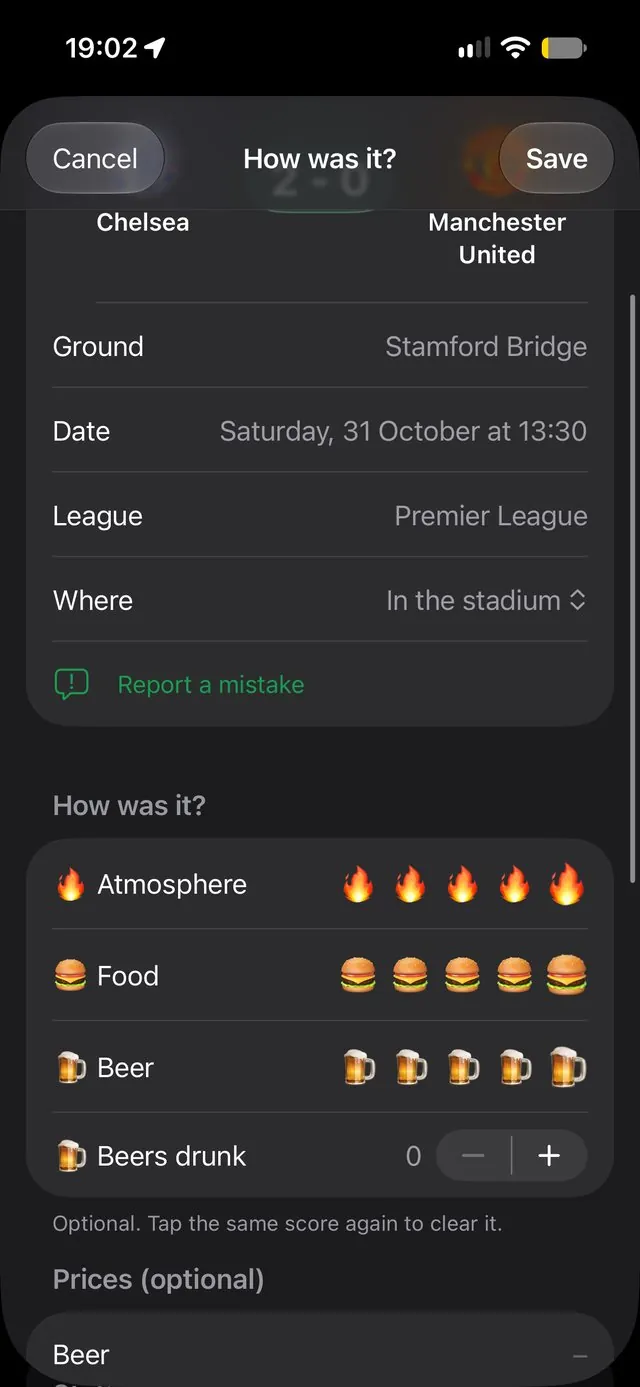 19:02
Cancel
How was it?
Save
2 - 0
Chelsea
Manchester
United
Ground
Stamford Bridge
Date
Saturday, 31 October at 13:30
League
Premier League
Where
In the stadium
Report a mistake
How was it?
Atmosphere
Food
Beer
Beers drunk
0
Optional. Tap the same score again to clear it.
Prices (optional)
Beer
–